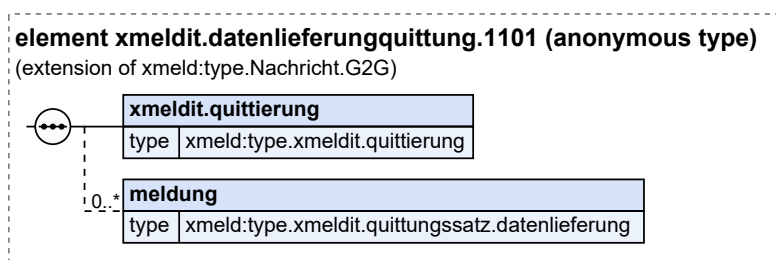 element xmeldit.datenlieferungquittung.1101 (anonymous type)
(extension of xmeld:type.Nachricht.G2G)
xmeldit.quittierung
type xmeld:type.xmeldit.quittierung
0..*
meldung
type xmeld:type.xmeldit.quittungssatz.datenlieferung